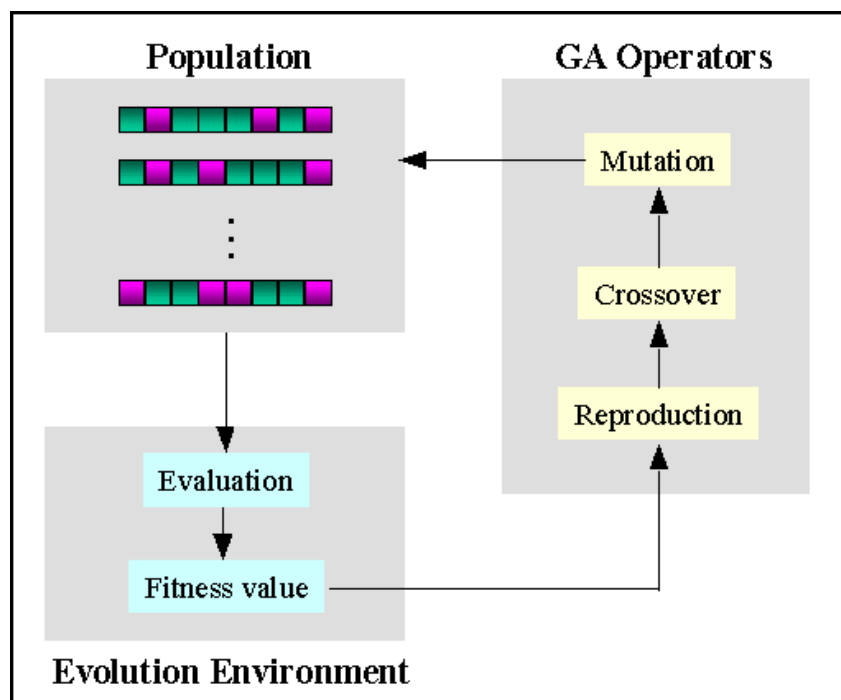 Population
GA Operators
Mutation
Crossover
Reproduction
Evaluation
Fitness value
Evolution Environment